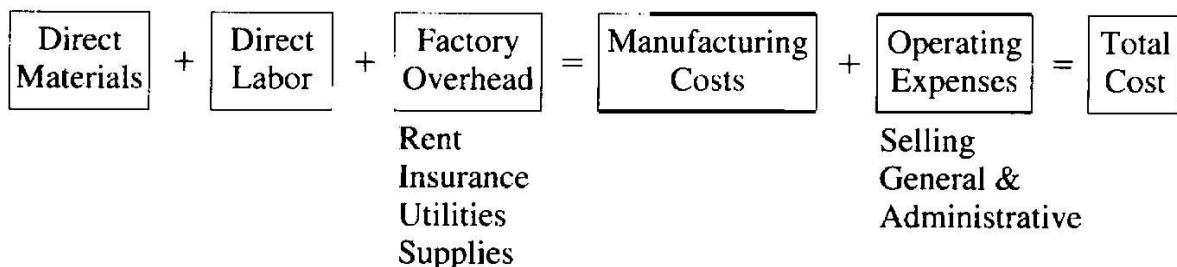 Direct Materials + Direct Labor + Factory Overhead = Manufacturing Costs + Operating Expenses = Total Cost
Rent
Insurance
Utilities
Supplies
Selling
General &
Administrative